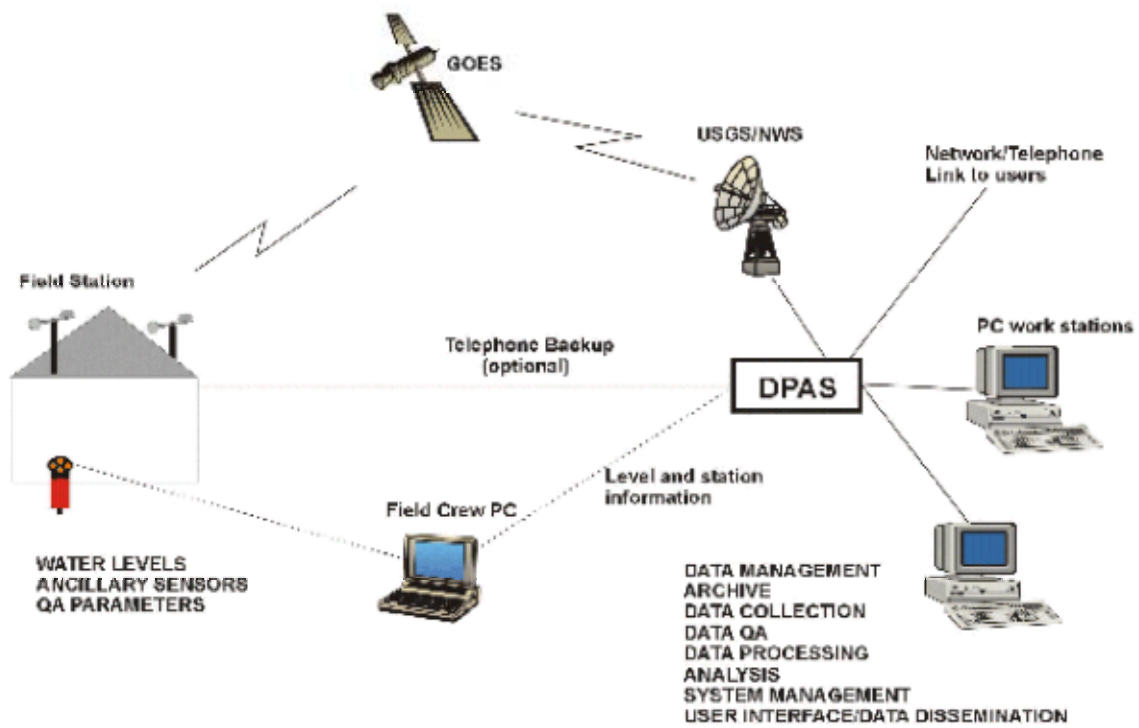 GOES
USGS/NWS
Network/Telephone
Link to users
Field Station
PC work stations
Telephone Backup
(optional)
DPAS
Level and station
information
Field Crew PC
WATER LEVELS
ANCILLARY SENSORS
QA PARAMETERS
DATA MANAGEMENT
ARCHIVE
DATA COLLECTION
DATA QA
DATA PROCESSING
ANALYSIS
SYSTEM MANAGEMENT
USER INTERFACE/DATA DISSEMINATION